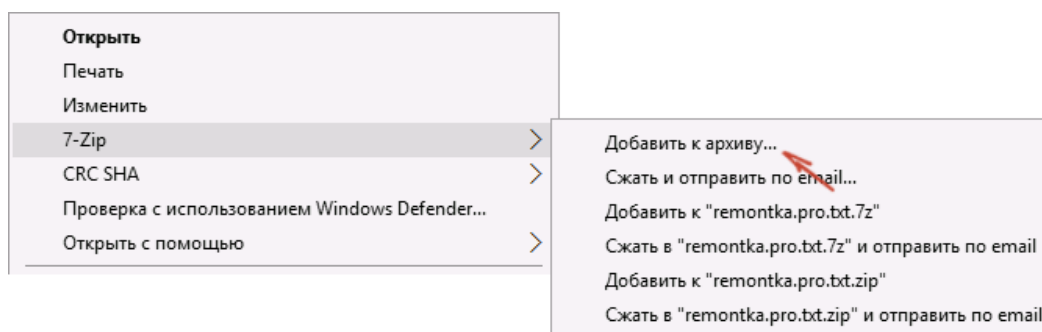 Открыть
Печать
Изменить
7-Zip
CRC SHA
Проверка с использованием Windows Defender...
Открыть с помощью
Добавить к архиву...
Сжать и отправить по email...
Добавить к "remontka.pro.txt.7z"
Сжать в "remontka.pro.txt.7z" и отправить по email
Добавить к "remontka.pro.txt.zip"
Сжать в "remontka.pro.txt.zip" и отправить по email